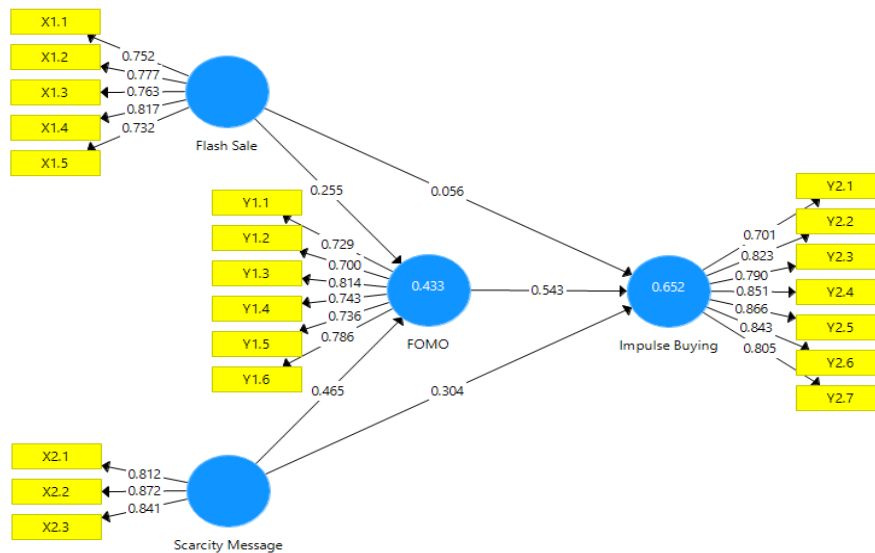 X1.1
X1.2
X1.3
X1.4
X1.5
0.752
0.777
0.763
0.817
0.732
Flash Sale
0.255
0.056
Y1.1
Y1.2
Y1.3
Y1.4
Y1.5
Y1.6
0.729
0.700
0.814
0.743
0.736
0.786
0.433
FOMO
0.543
0.652
Impulse Buying
0.701
0.823
0.790
0.851
0.866
0.843
0.805
Y2.1
Y2.2
Y2.3
Y2.4
Y2.5
Y2.6
Y2.7
0.465
0.304
X2.1
X2.2
X2.3
0.812
0.872
0.841
Scarcity Message